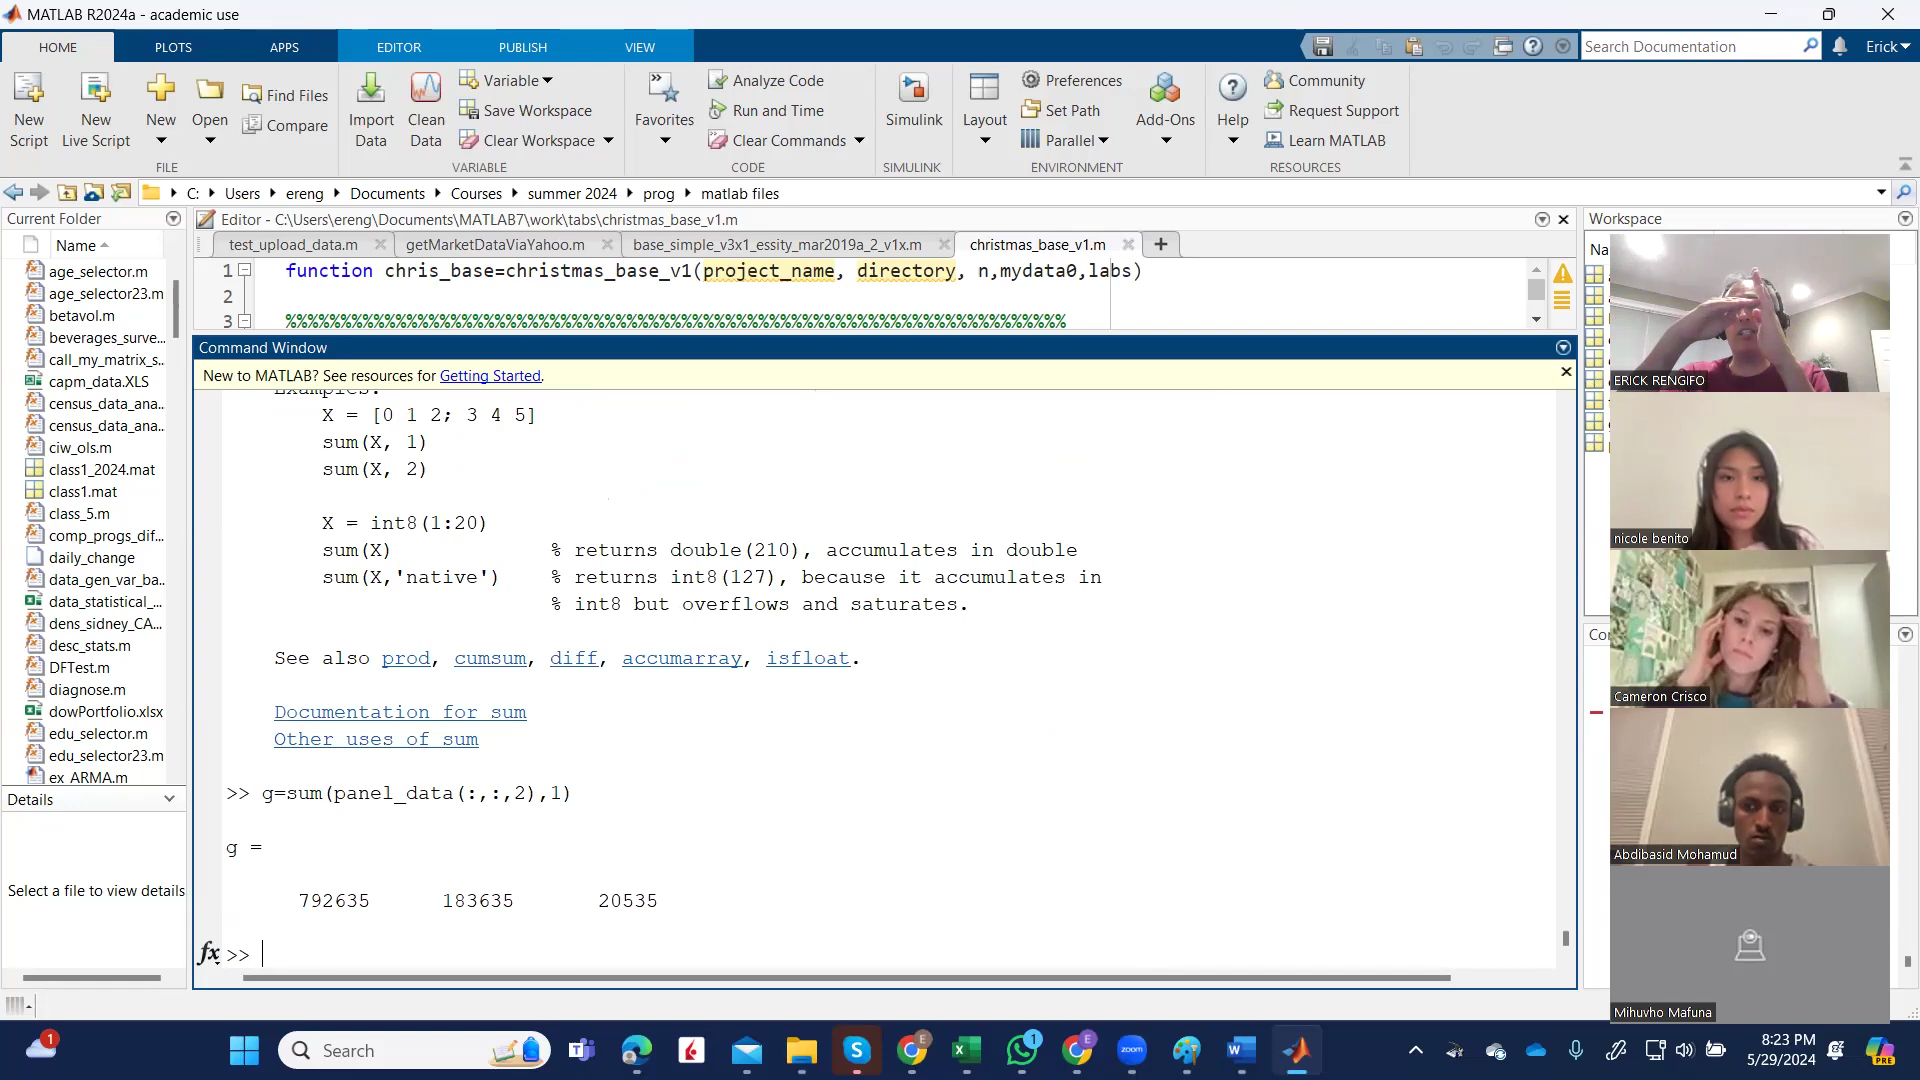 MATLAB R2024a - academic use
HOME PLOTS APPS EDITOR PUBLISH VIEW
Search Documentation
Erick
New Script
New Live Script
New
Open
Find Files
Compare
Import Data
Clean Data
Variable
Save Workspace
Clear Workspace
Favorites
Analyze Code
Run and Time
Clear Commands
Simulink
Layout
Preferences
Set Path
Parallel
Add-Ons
Help
Community
Request Support
Learn MATLAB
FILE VARIABLE CODE SIMULINK ENVIRONMENT RESOURCES
C: Users ereng Documents Courses summer 2024 prog matlab files
Current Folder
Name
age_selector.m
age_selector23.m
betavol.m
beverages_surve...
call_my_matrix_s...
capm_data.XLS
census_data_ana...
census_data_ana...
ciw_ols.m
class1_2024.mat
class1.mat
class_5.m
comp_progs_dif...
daily_change
data_gen_var_ba...
data_statistical_...
dens_sidney_CA...
desc_stats.m
DFTest.m
diagnose.m
dowPortfolio.xlsx
edu_selector.m
edu_selector23.m
ex_ARMA.m
Details
Select a file to view details
Editor - C:\Users\ereng\Documents\MATLAB7\work\tabs\christmas_base_v1.m
test_upload_data.m getMarketDataViaYahoo.m base_simple_v3x1_essity_mar2019a_2_v1x.m christmas_base_v1.m
1 function chris_base=christmas_base_v1(project_name, directory, n,mydata0,labs)
2
3 %%%%%%%%%%%%%%%%%%%%%%%%%%%%%%%%%%%%%%%%%%%%%%%%%%%%%%%%%%%%%%%%%
Command Window
New to MATLAB? See resources for Getting Started.
Examples:
X = [0 1 2; 3 4 5]
sum(X, 1)
sum(X, 2)
X = int8(1:20)
sum(X) % returns double(210), accumulates in double
sum(X,'native') % returns int8(127), because it accumulates in
% int8 but overflows and saturates.
See also prod, cumsum, diff, accumarray, isfloat.
Documentation for sum
Other uses of sum
>> g=sum(panel_data(:,:,2),1)
g =
792635 183635 20535
fx >>
Workspace
Na
Co
ERICK RENGIFO
nicole benito
Cameron Crisco
Abdibasid Mohamud
Mihuvho Mafuna
1
Search
E
1
E
zoom
8:23 PM
5/29/2024
PRE